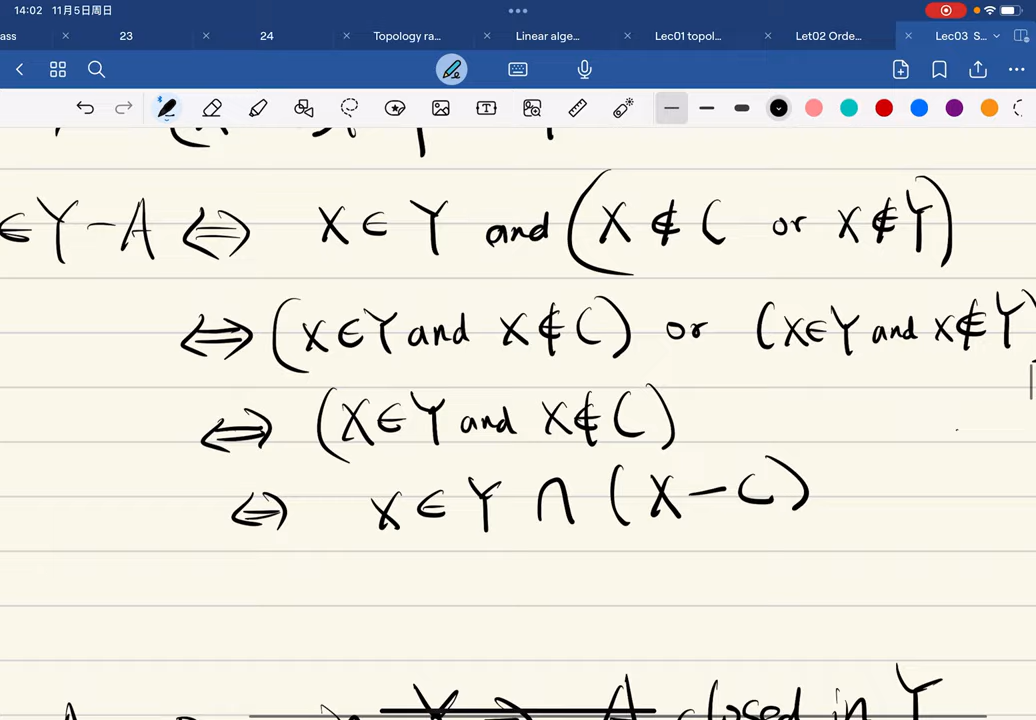 14:02 11月5日周日
ass 23 24 Topology ra... Linear alge... Lec01 topol... Let02 Orde... Lec03 S...
∈ Y - A ⇔ x ∈ Y and (x ∉ C or x ∉ Y)
⇔ (x ∈ Y and x ∉ C) or (x ∈ Y and x ∉ Y)
⇔ (x ∈ Y and x ∉ C)
⇔ x ∈ Y ∩ (X - C)
A closed in Y